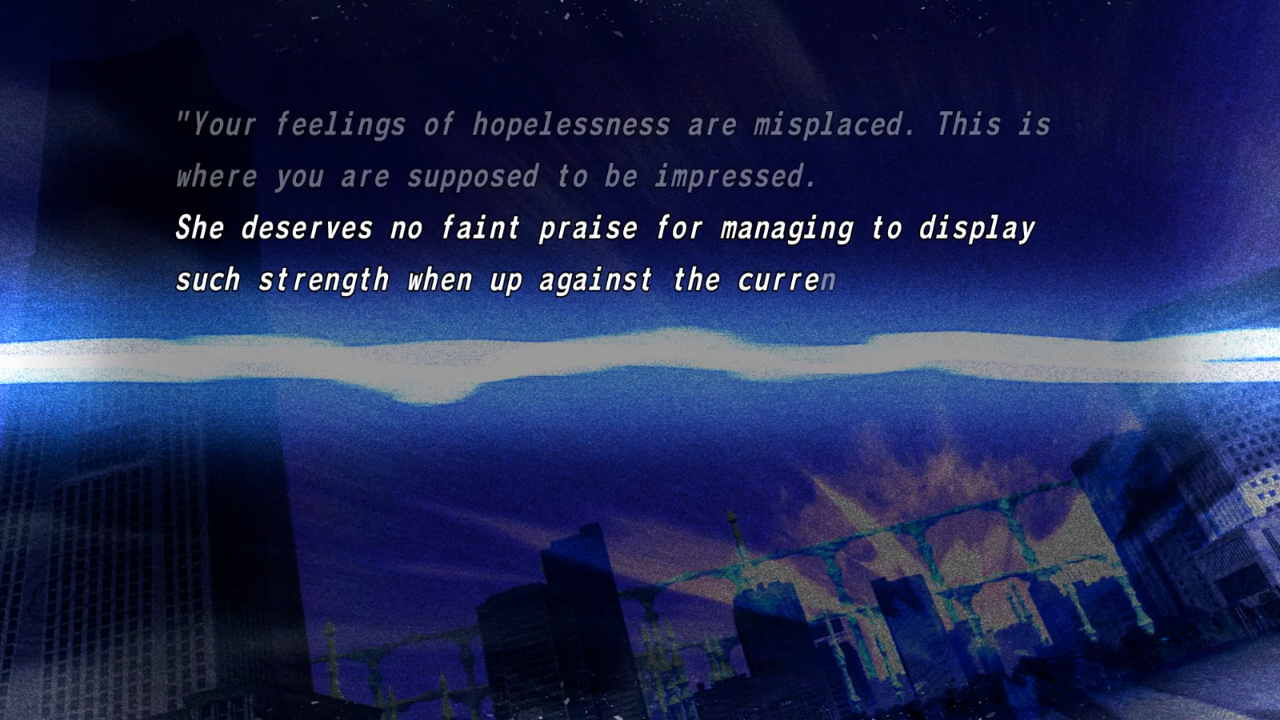 "Your feelings of hopelessness are misplaced. This is
where you are supposed to be impressed.
She deserves no faint praise for managing to display
such strength when up against the curren